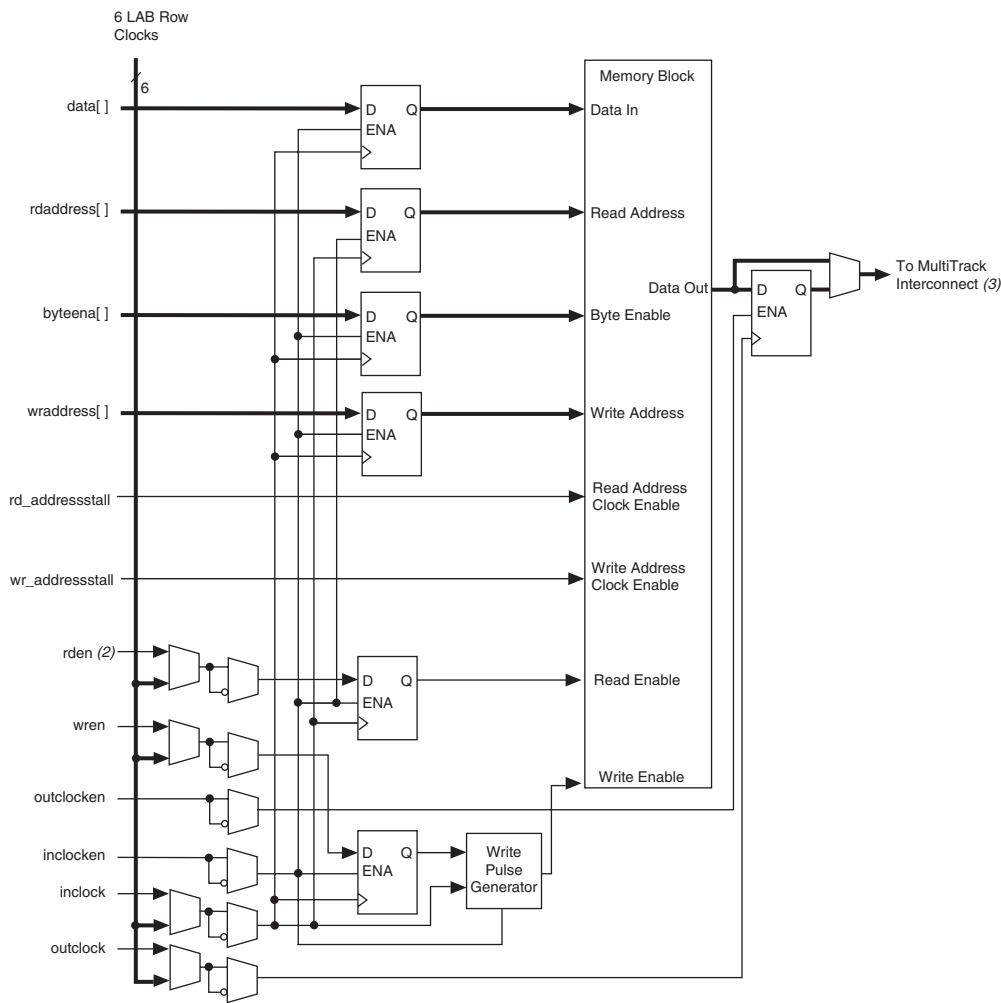 6 LAB Row
Clocks
6
Memory Block
data[ ]
D Q
ENA
Data In
rdaddress[ ]
D Q
ENA
Read Address
To MultiTrack
Interconnect (3)
Data Out
D Q
ENA
byteena[ ]
D Q
ENA
Byte Enable
wraddress[ ]
D Q
ENA
Write Address
rd_addressstall
Read Address
Clock Enable
wr_addressstall
Write Address
Clock Enable
rden (2)
D Q
ENA
Read Enable
wren
Write Enable
outclocken
inclocken
D Q
ENA
Write
Pulse
Generator
inclock
outclock